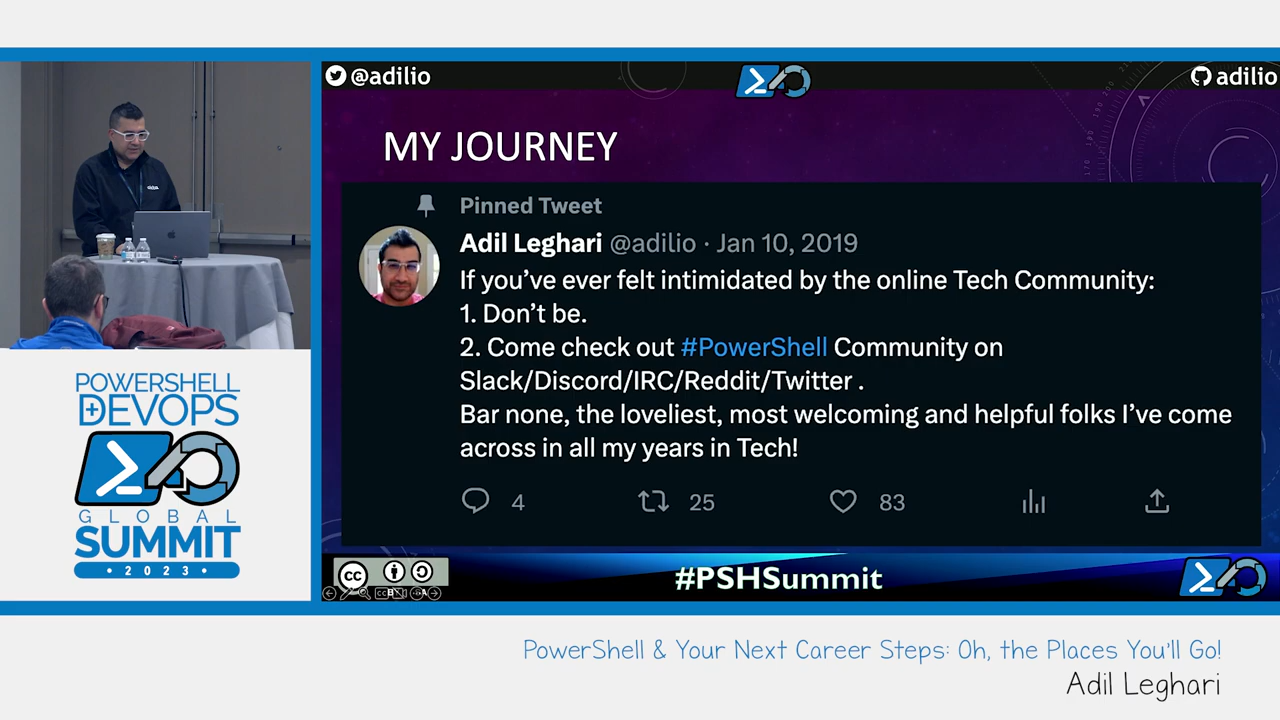 @adilio
adilio
MY JOURNEY
Pinned Tweet
Adil Leghari @adilio · Jan 10, 2019
If you've ever felt intimidated by the online Tech Community:
1. Don't be.
2. Come check out #PowerShell Community on
Slack/Discord/IRC/Reddit/Twitter .
Bar none, the loveliest, most welcoming and helpful folks I've come
across in all my years in Tech!
4 25 83
#PSHSummit
POWERSHELL
+DEVOPS
GLOBAL
SUMMIT
• 2023 •
PowerShell & Your Next Career Steps: Oh, the Places You'll Go!
Adil Leghari